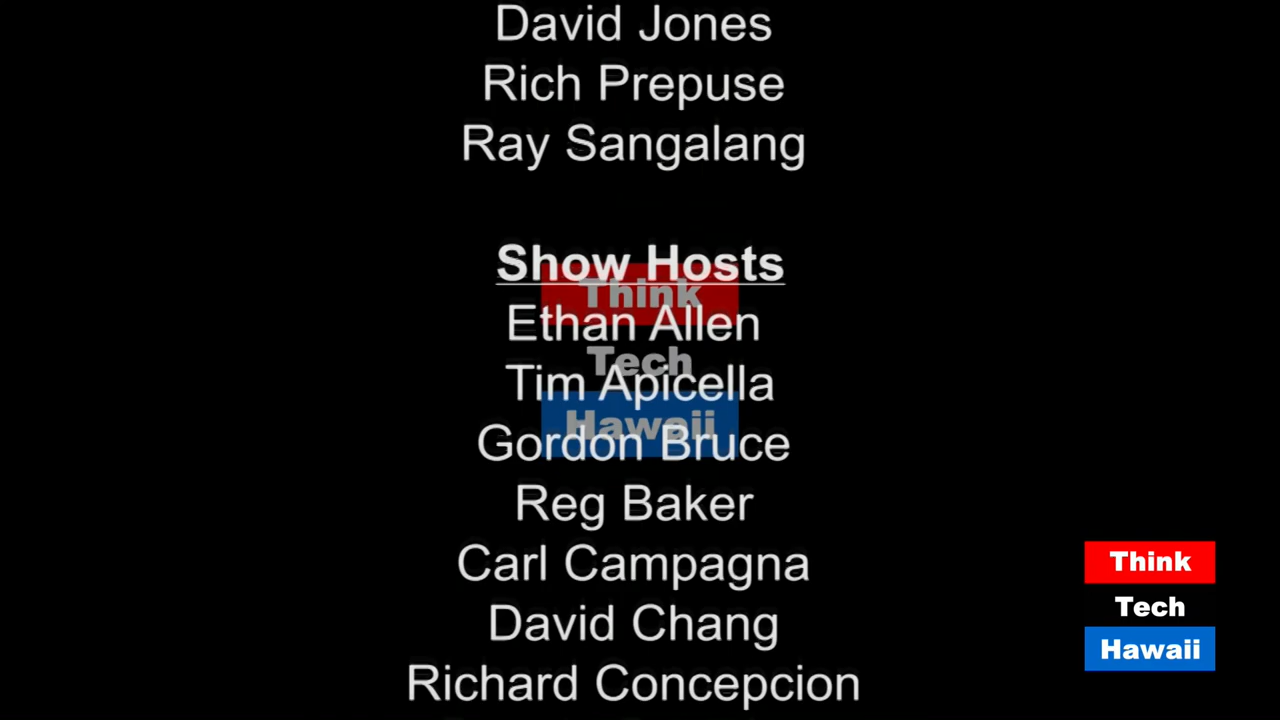 David Jones
Rich Prepuse
Ray Sangalang
Show Hosts
Think
Ethan Allen
Tech
Tim Apicella
Hawaii
Gordon Bruce
Reg Baker
Carl Campagna
David Chang
Richard Concepcion
Think
Tech
Hawaii